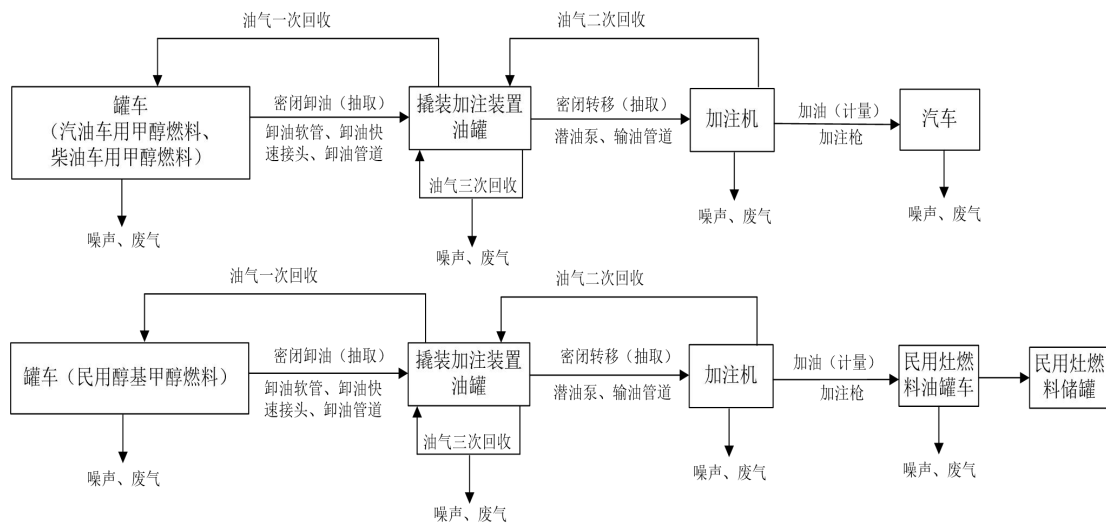 油气一次回收
油气二次回收
罐车
（汽油车用甲醇燃料、
柴油车用甲醇燃料）
密闭卸油（抽取）
卸油软管、卸油快
速接头、卸油管道
撬装加注装置
油罐
密闭转移（抽取）
潜油泵、输油管道
加注机
加油（计量）
加注枪
汽车
油气三次回收
噪声、废气
噪声、废气
噪声、废气
噪声、废气
油气一次回收
油气二次回收
罐车（民用醇基甲醇燃料）
密闭卸油（抽取）
卸油软管、卸油快
速接头、卸油管道
撬装加注装置
油罐
密闭转移（抽取）
潜油泵、输油管道
加注机
加油（计量）
加注枪
民用灶燃
料油罐车
民用灶燃
料储罐
油气三次回收
噪声、废气
噪声、废气
噪声、废气
噪声、废气